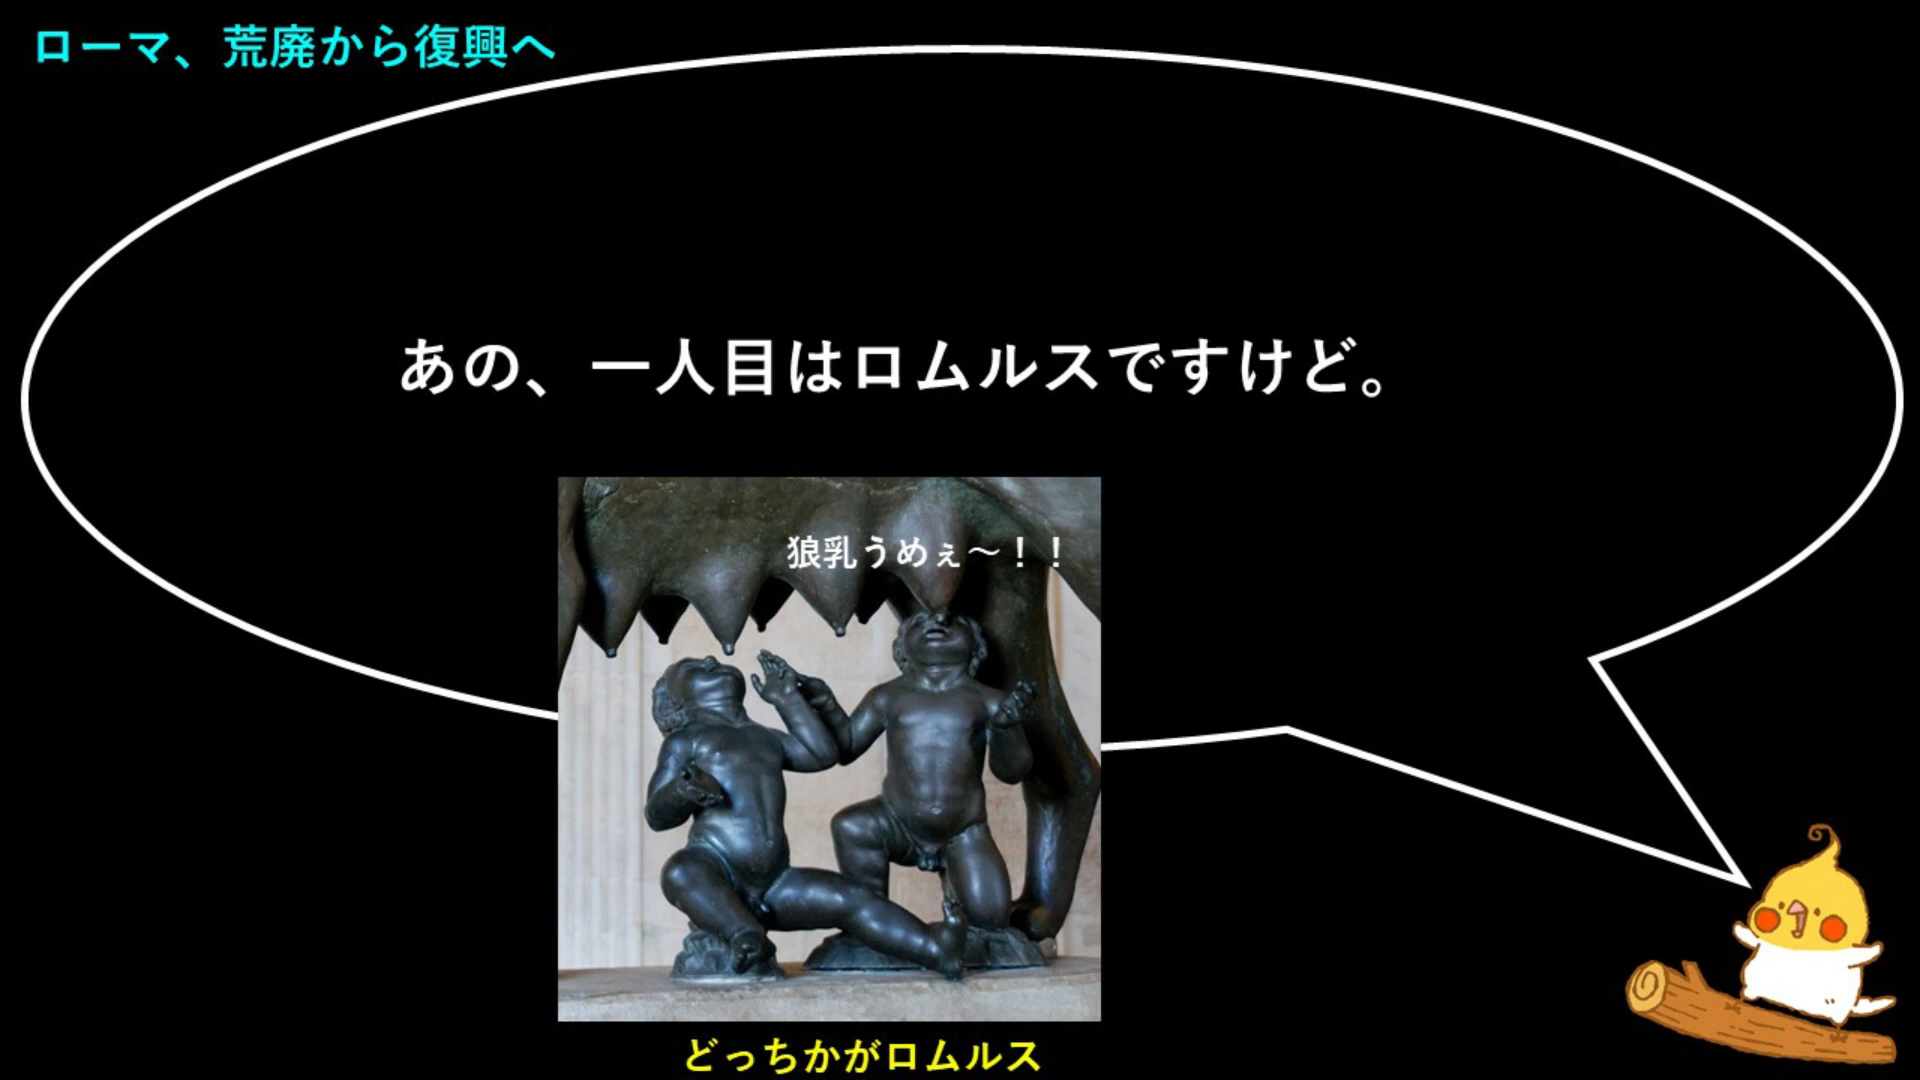 ローマ、荒廃から復興へ
あの、一人目はロムルスですけど。
狼乳うめぇ～！！
どっちかがロムルス